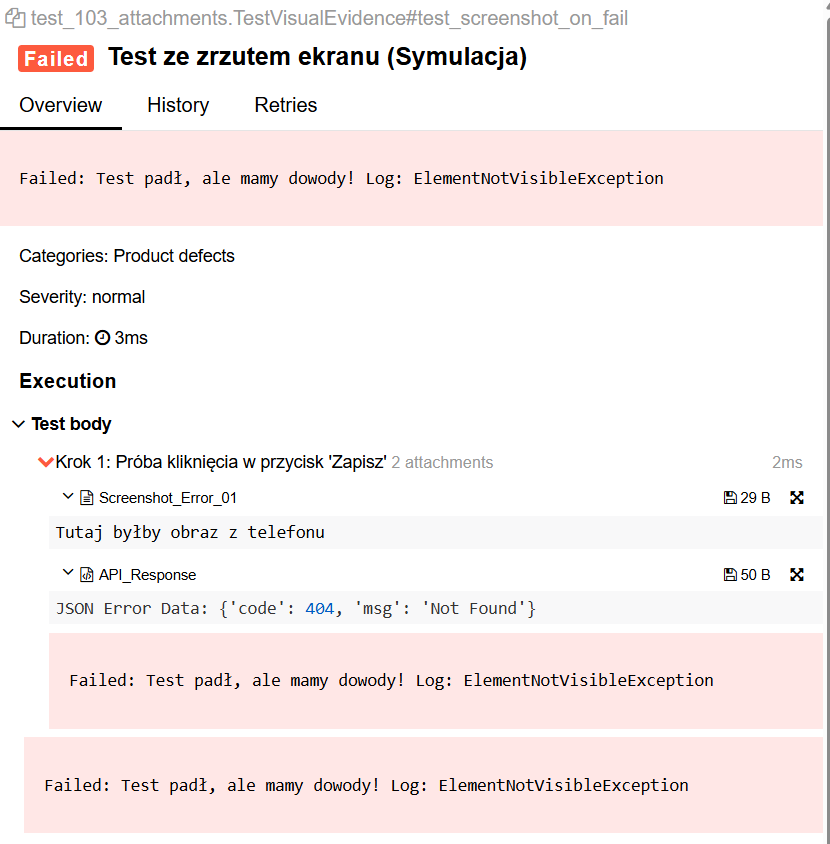 test_103_attachments.TestVisualEvidence#test_screenshot_on_fail
Failed Test ze zrzutem ekranu (Symulacja)
Overview History Retries
Failed: Test padł, ale mamy dowody! Log: ElementNotVisibleException
Categories: Product defects
Severity: normal
Duration: 3ms
Execution
Test body
Krok 1: Próba kliknięcia w przycisk 'Zapisz' 2 attachments 2ms
Screenshot_Error_01 29 B
Tutaj byłby obraz z telefonu
API_Response 50 B
JSON Error Data: {'code': 404, 'msg': 'Not Found'}
Failed: Test padł, ale mamy dowody! Log: ElementNotVisibleException
Failed: Test padł, ale mamy dowody! Log: ElementNotVisibleException